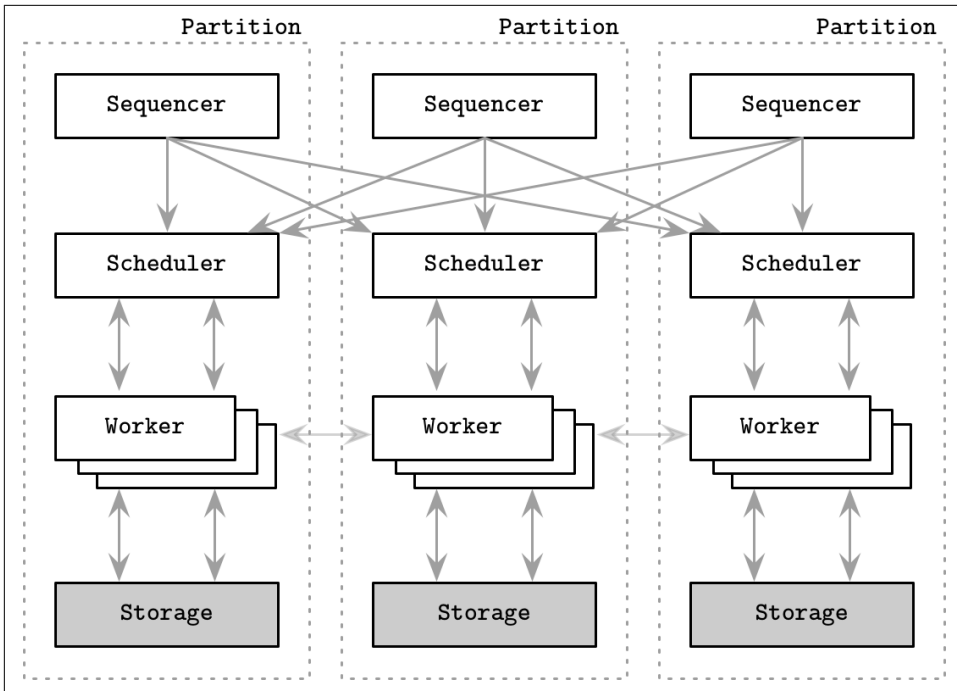 Partition Partition Partition
Sequencer Sequencer Sequencer
Scheduler Scheduler Scheduler
Worker Worker Worker
Storage Storage Storage